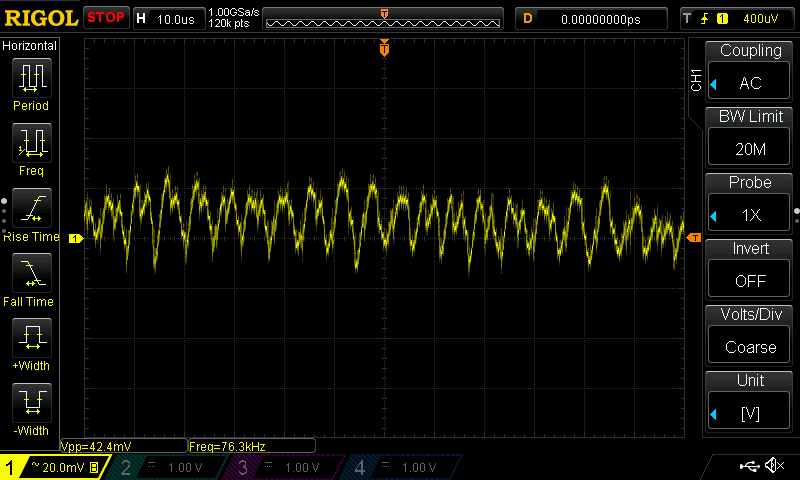 RIGOL STOP H 10.0us 1.00GSa/s 120k pts T D 0.00000000ps T 1 400uV
Horizontal
Period
Freq
Rise Time
Fall Time
+Width
-Width
T
1
T
CH1
Coupling
AC
BW Limit
20M
Probe
1X
Invert
OFF
Volts/Div
Coarse
Unit
[V]
Vpp=42.4mV Freq=76.3kHz
1 ~ 20.0mV B 2 1.00 V 3 1.00 V 4 1.00 V